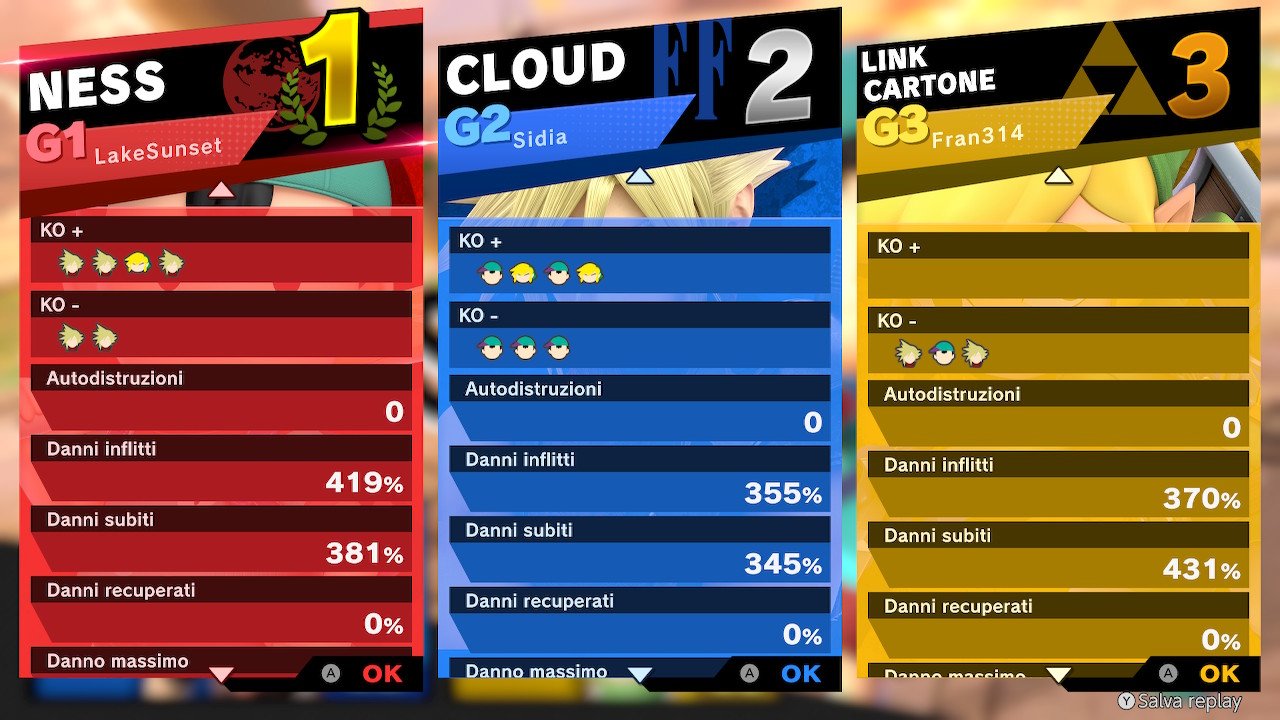 NESS
1
G1 LakeSunset
KO +
KO -
Autodistruzioni
0
Danni inflitti
419%
Danni subiti
381%
Danni recuperati
0%
Danno massimo
A OK
CLOUD
FF
2
G2 Sidia
KO +
KO -
Autodistruzioni
0
Danni inflitti
355%
Danni subiti
345%
Danni recuperati
0%
Danno massimo
A OK
LINK
CARTONE
3
G3 Fran314
KO +
KO -
Autodistruzioni
0
Danni inflitti
370%
Danni subiti
431%
Danni recuperati
0%
Danno massimo
A OK
Y Salva replay